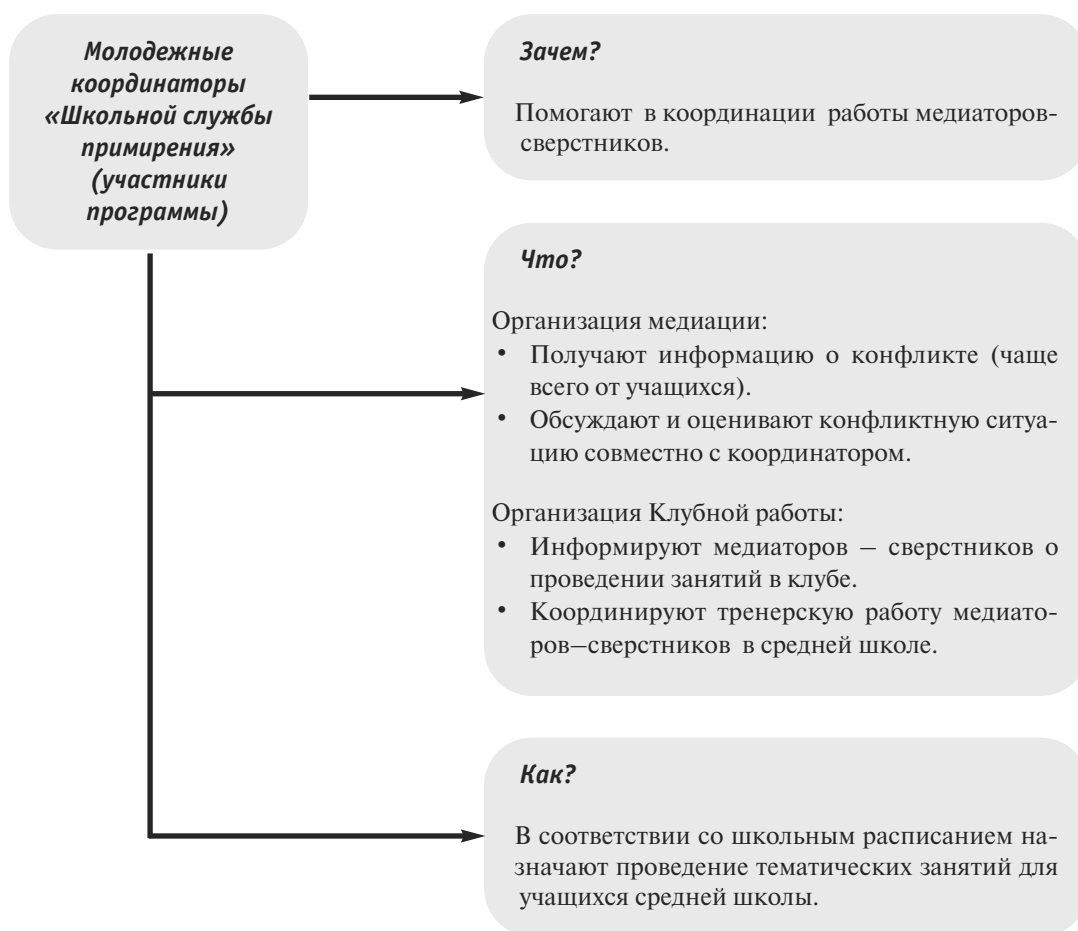 Молодежные
координаторы
«Школьной службы
примирения»
(участники
программы)
Зачем?
Помогают в координации работы медиаторов-
сверстников.
Что?
Организация медиации:
• Получают информацию о конфликте (чаще
всего от учащихся).
• Обсуждают и оценивают конфликтную ситуа-
цию совместно с координатором.
Организация Клубной работы:
• Информируют медиаторов – сверстников о
проведении занятий в клубе.
• Координируют тренерскую работу медиато-
ров–сверстников в средней школе.
Как?
В соответствии со школьным расписанием на-
значают проведение тематических занятий для
учащихся средней школы.